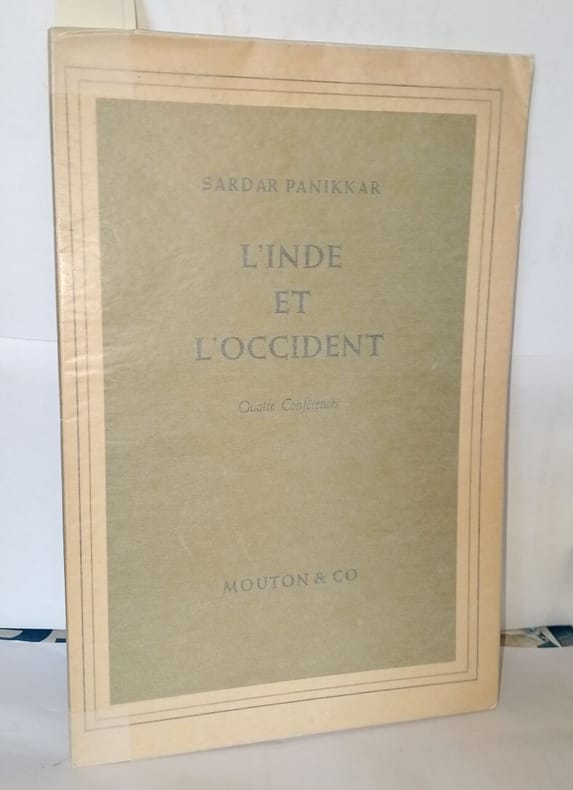 SARDAR PANIKKAR
L'INDE
ET
L'OCCIDENT
Quatre Conférences
MOUTON & CO